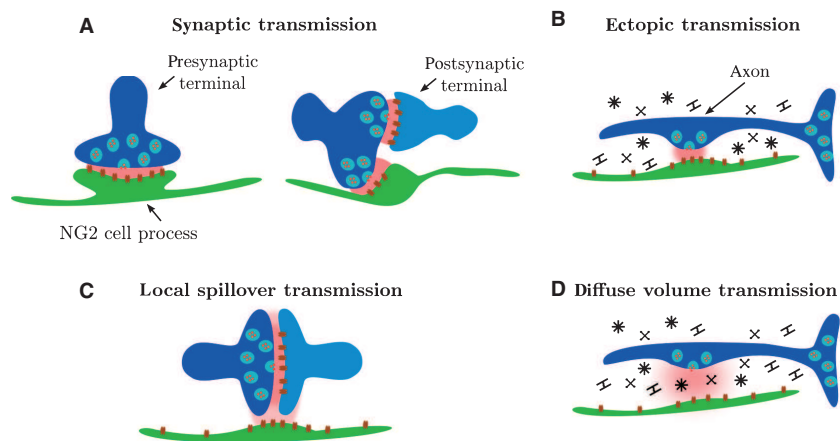 A
Synaptic transmission
Presynaptic
terminal
Postsynaptic
terminal
NG2 cell process
B
Ectopic transmission
Axon
C
Local spillover transmission
D
Diffuse volume transmission